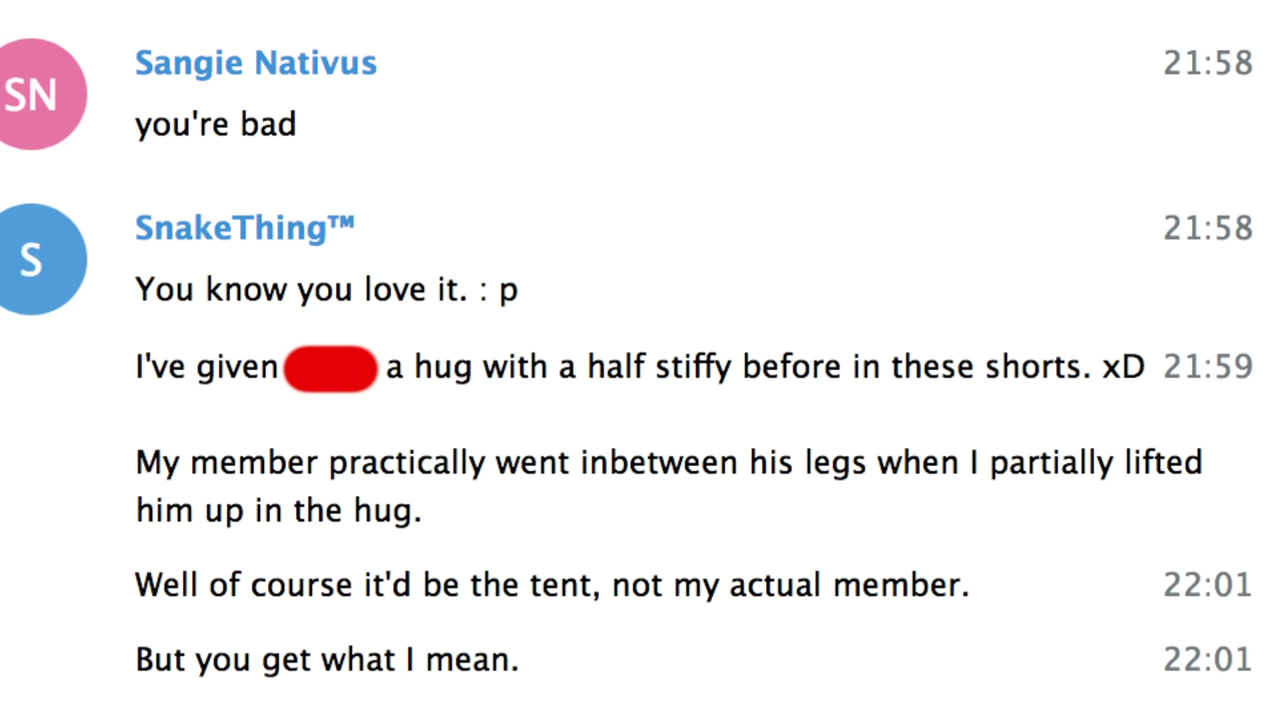 SN
Sangie Nativus 21:58
you're bad
S
SnakeThing™ 21:58
You know you love it. : p
I've given a hug with a half stiffy before in these shorts. xD 21:59
My member practically went inbetween his legs when I partially lifted
him up in the hug.
Well of course it'd be the tent, not my actual member. 22:01
But you get what I mean. 22:01